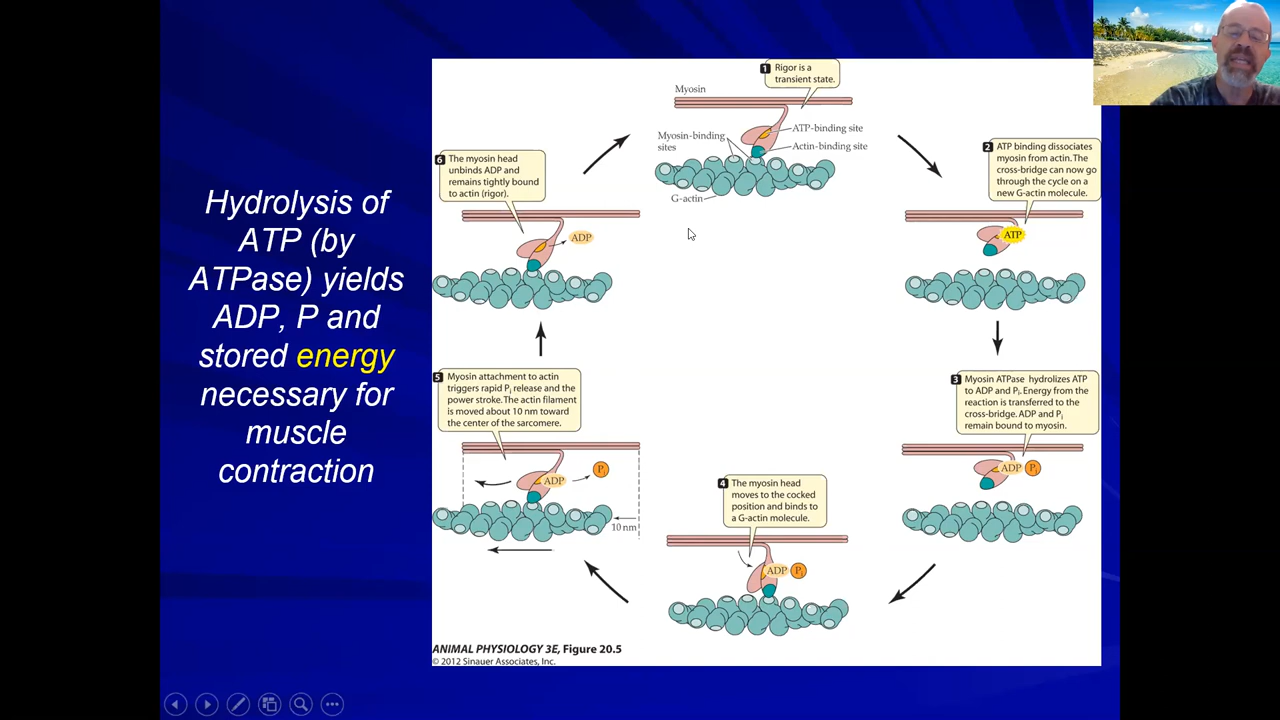 Hydrolysis of
ATP (by
ATPase) yields
ADP, P and
stored energy
necessary for
muscle
contraction
1 Rigor is a
transient state.
Myosin
ATP-binding site
Myosin-binding
sites
Actin-binding site
G-actin
2 ATP binding dissociates
myosin from actin. The
cross-bridge can now go
through the cycle on a
new G-actin molecule.
ATP
3 Myosin ATPase hydrolizes ATP
to ADP and Pi. Energy from the
reaction is transferred to the
cross-bridge. ADP and Pi
remain bound to myosin.
ADP Pi
4 The myosin head
moves to the cocked
position and binds to
a G-actin molecule.
ADP Pi
5 Myosin attachment to actin
triggers rapid Pi release and the
power stroke. The actin filament
is moved about 10 nm toward
the center of the sarcomere.
ADP Pi
10 nm
6 The myosin head
unbinds ADP and
remains tightly bound
to actin (rigor).
ADP
ANIMAL PHYSIOLOGY 3E, Figure 20.5
© 2012 Sinauer Associates, Inc.